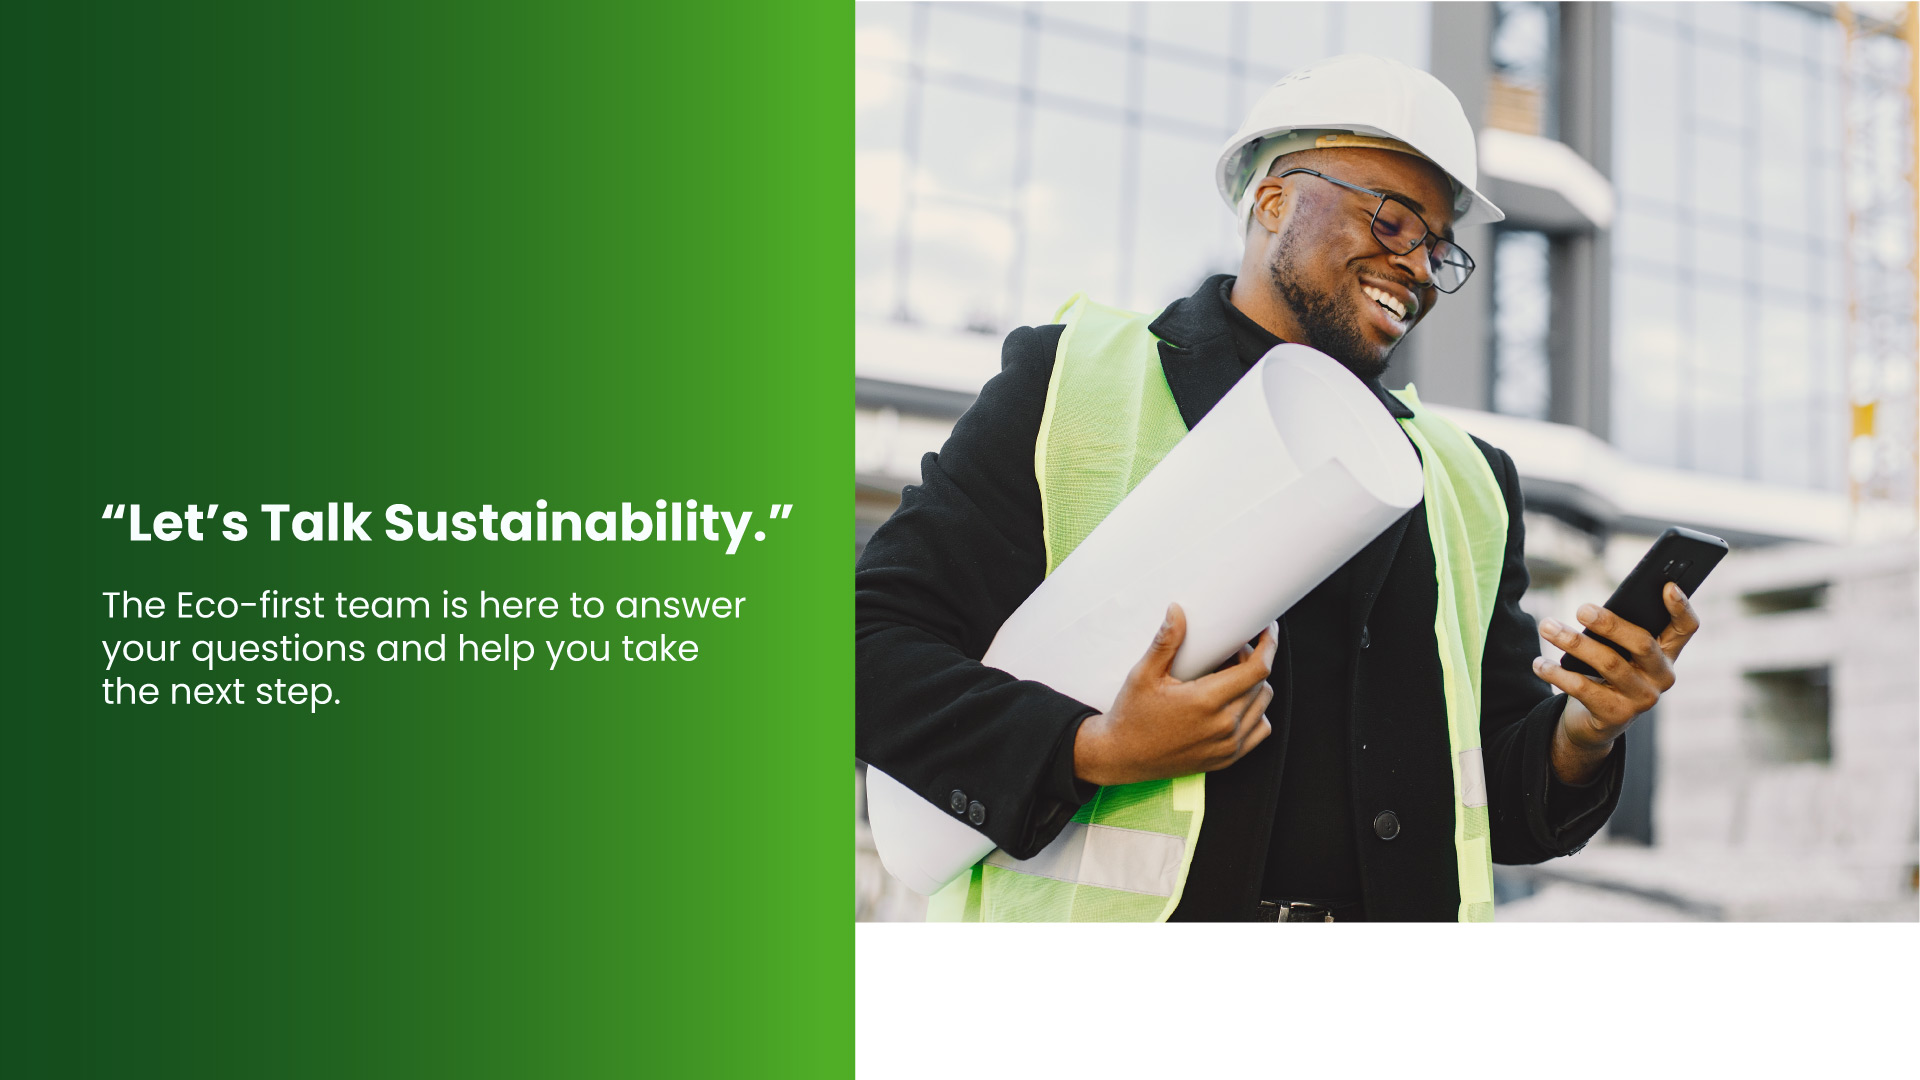 “Let’s Talk Sustainability.”
The Eco-first team is here to answer
your questions and help you take
the next step.